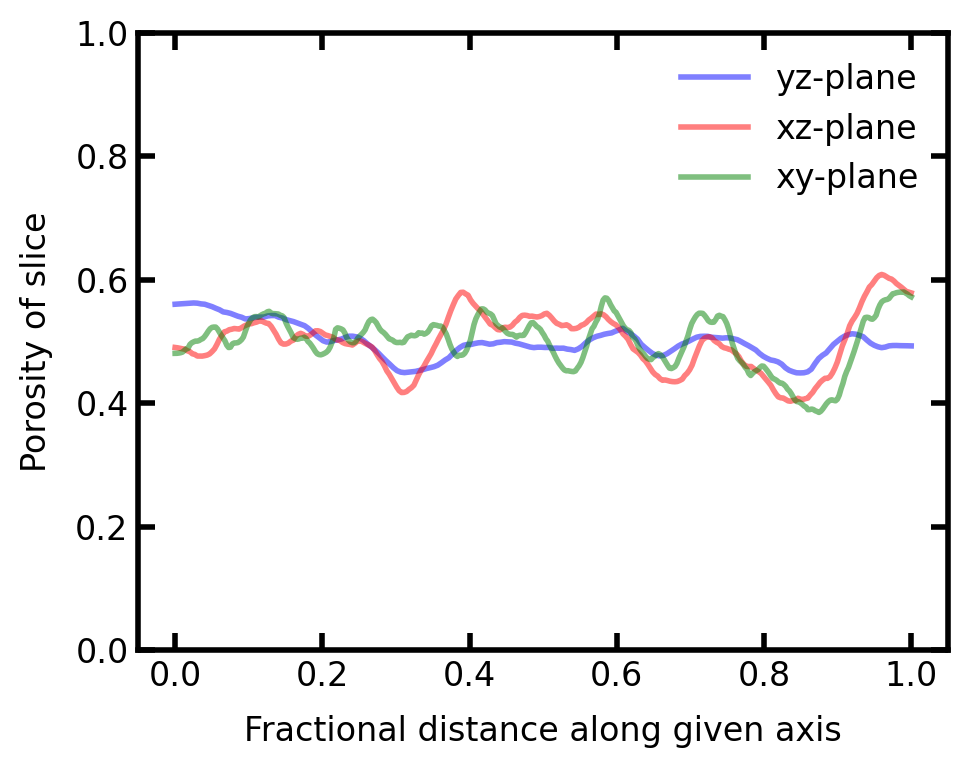 1.0
0.8
0.6
0.4
0.2
0.0
Porosity of slice
yz-plane
xz-plane
xy-plane
0.0 0.2 0.4 0.6 0.8 1.0
Fractional distance along given axis